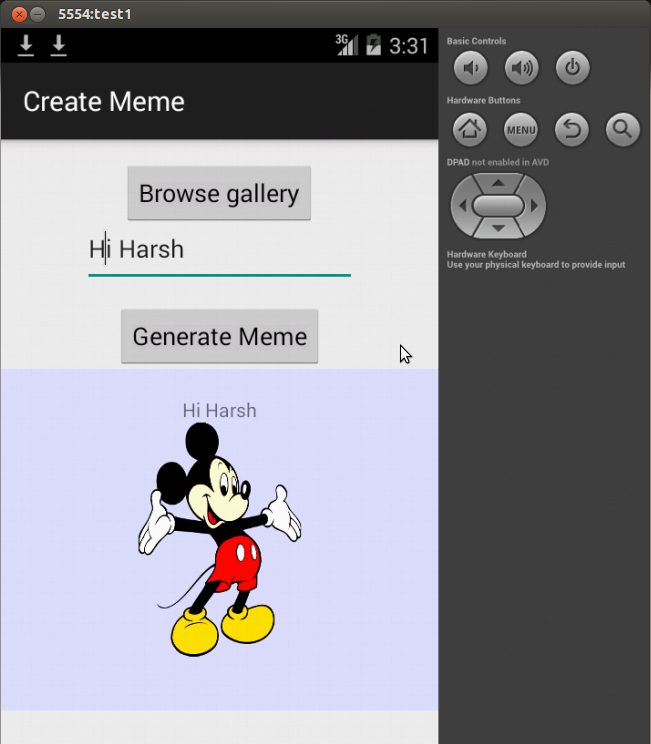 5554:test1
3G 3:31
Create Meme
Browse gallery
Hi Harsh
Generate Meme
Hi Harsh
Basic Controls
Hardware Buttons
MENU
DPAD not enabled in AVD
Hardware Keyboard
Use your physical keyboard to provide input